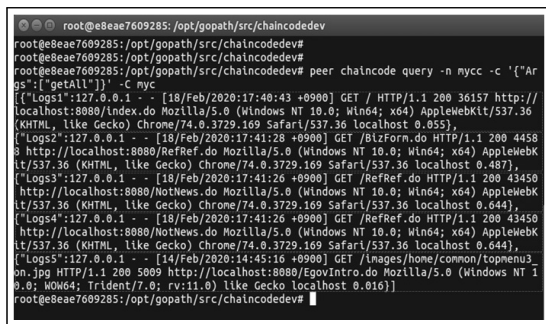 root@e8eae7609285: /opt/gopath/src/chaincodedev
root@e8eae7609285:/opt/gopath/src/chaincodedev#
root@e8eae7609285:/opt/gopath/src/chaincodedev#
root@e8eae7609285:/opt/gopath/src/chaincodedev# peer chaincode query -n mycc -c '{"Ar
gs":["getAll"]}' -C myc
[{"Logs1":127.0.0.1 - - [18/Feb/2020:17:40:43 +0900] GET / HTTP/1.1 200 36157 http://
localhost:8080/index.do Mozilla/5.0 (Windows NT 10.0; Win64; x64) AppleWebKit/537.36
(KHTML, like Gecko) Chrome/74.0.3729.169 Safari/537.36 localhost 0.055},
{"Logs2":127.0.0.1 - - [18/Feb/2020:17:41:28 +0900] GET /BizForm.do HTTP/1.1 200 4458
8 http://localhost:8080/RefRef.do Mozilla/5.0 (Windows NT 10.0; Win64; x64) AppleWebK
it/537.36 (KHTML, like Gecko) Chrome/74.0.3729.169 Safari/537.36 localhost 0.487},
{"Logs3":127.0.0.1 - - [18/Feb/2020:17:41:26 +0900] GET /RefRef.do HTTP/1.1 200 43450
http://localhost:8080/NotNews.do Mozilla/5.0 (Windows NT 10.0; Win64; x64) AppleWebK
it/537.36 (KHTML, like Gecko) Chrome/74.0.3729.169 Safari/537.36 localhost 0.644},
{"Logs4":127.0.0.1 - - [18/Feb/2020:17:41:26 +0900] GET /RefRef.do HTTP/1.1 200 43450
http://localhost:8080/NotNews.do Mozilla/5.0 (Windows NT 10.0; Win64; x64) AppleWebK
it/537.36 (KHTML, like Gecko) Chrome/74.0.3729.169 Safari/537.36 localhost 0.644},
{"Logs5":127.0.0.1 - - [14/Feb/2020:14:45:16 +0900] GET /images/home/common/topmenu3_
on.jpg HTTP/1.1 200 5009 http://localhost:8080/EgovIntro.do Mozilla/5.0 (Windows NT 1
0.0; WOW64; Trident/7.0; rv:11.0) like Gecko localhost 0.016}]
root@e8eae7609285:/opt/gopath/src/chaincodedev#